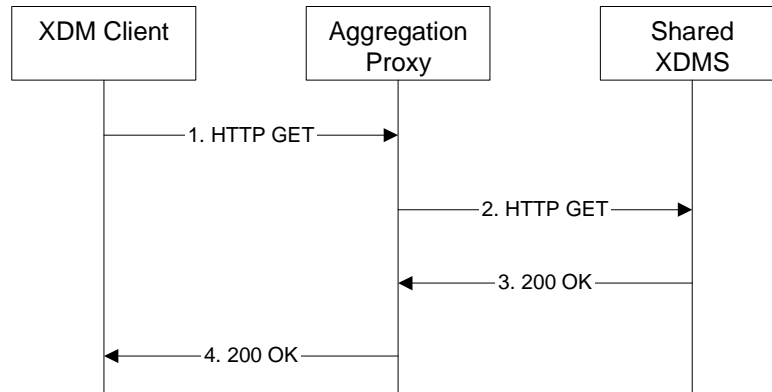 XDM Client
Aggregation
Proxy
Shared
XDMS
1. HTTP GET
2. HTTP GET
3. 200 OK
4. 200 OK